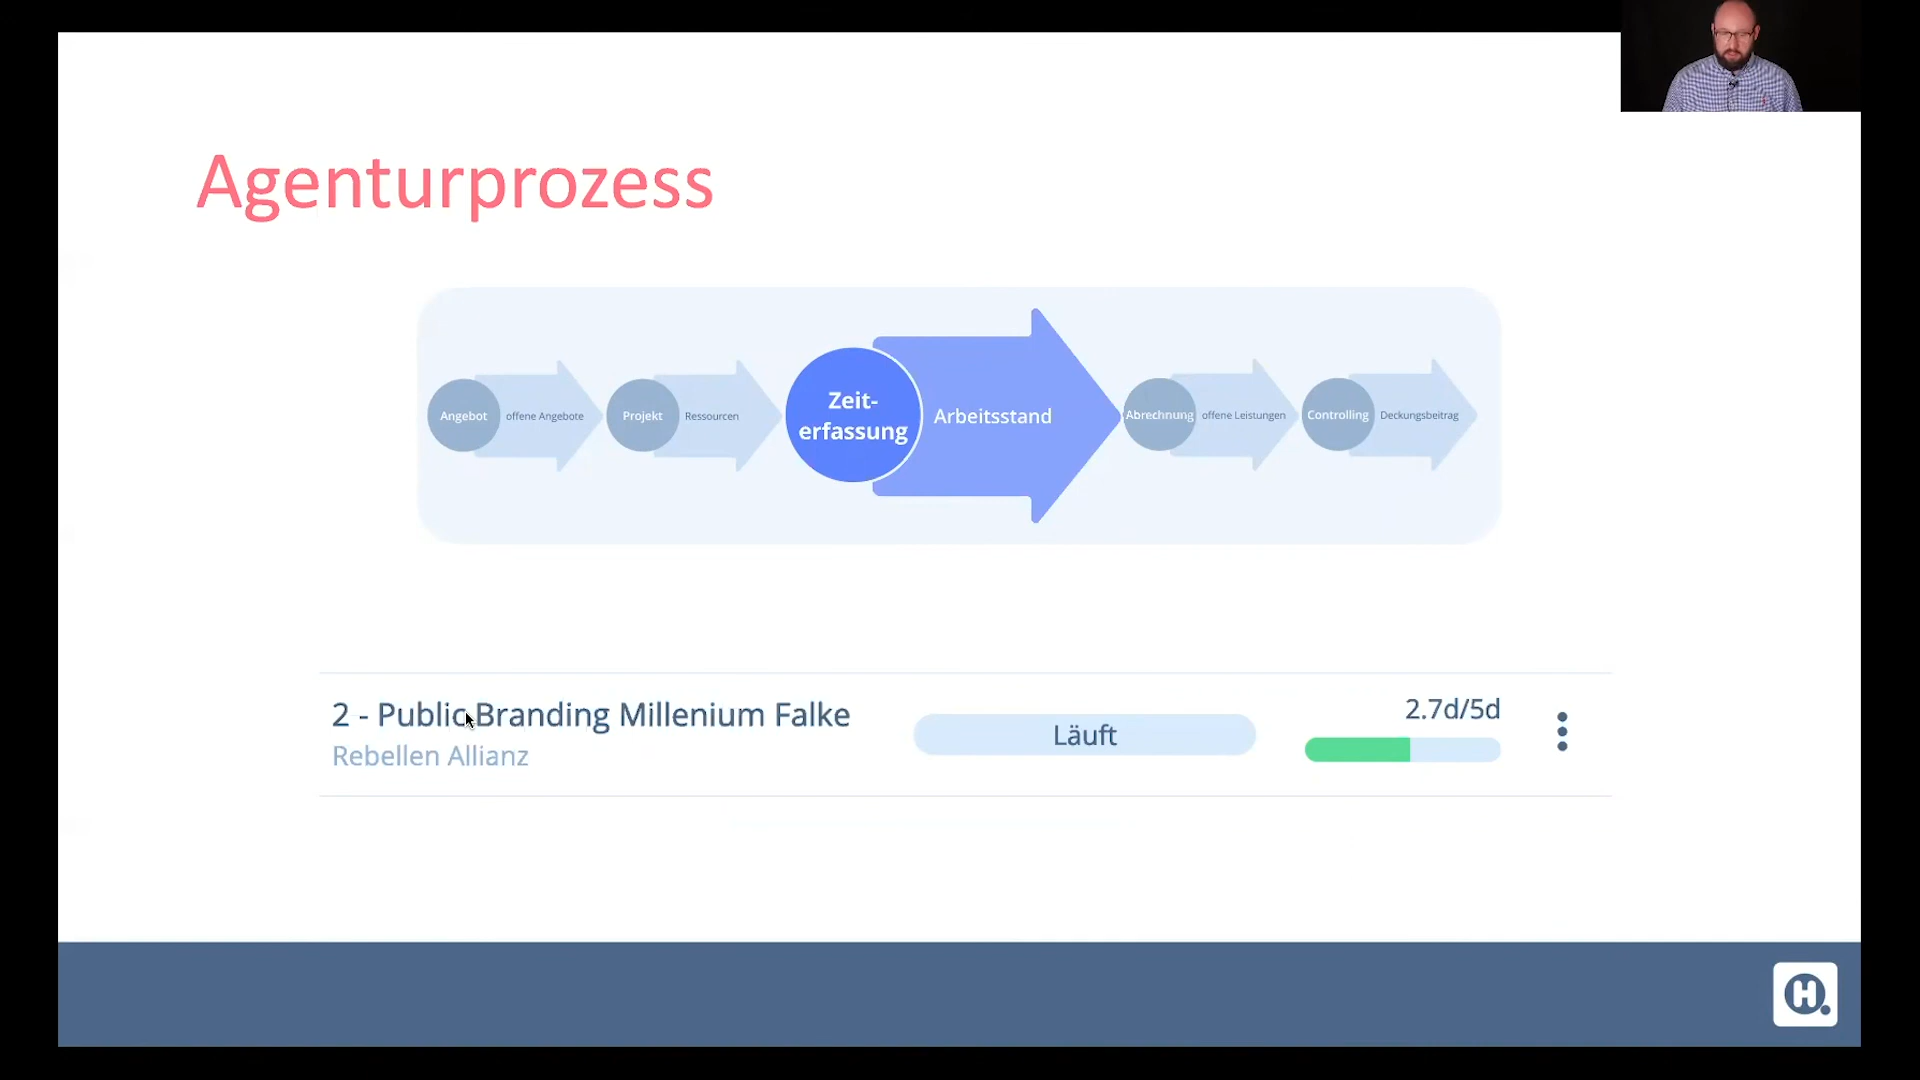 Agenturprozess
Angebot
offene Angebote
Projekt
Ressourcen
Zeit-
erfassung
Arbeitsstand
Abrechnung
offene Leistungen
Controlling
Deckungsbeitrag
2 - Public Branding Millenium Falke
Rebellen Allianz
Läuft
2.7d/5d
H.